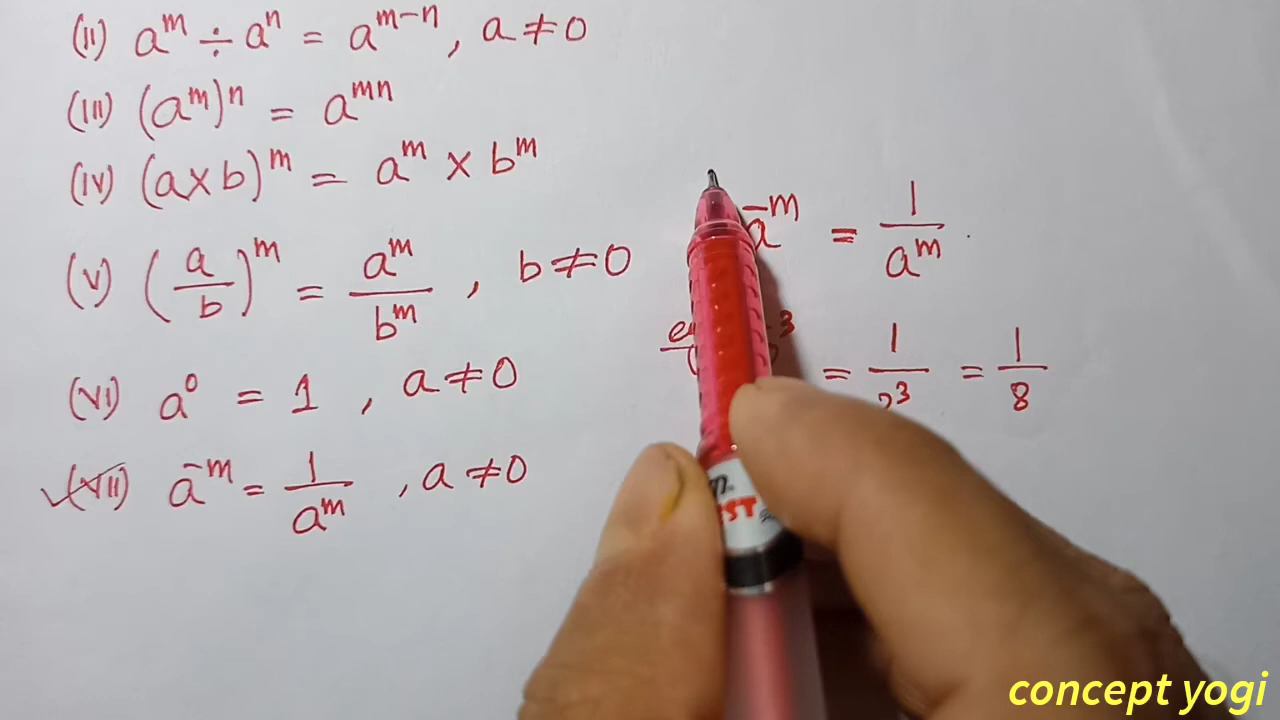 (II) a^m ÷ a^n = a^(m-n), a ≠ 0
(III) (a^m)^n = a^(mn)
(IV) (a×b)^m = a^m × b^m
(V) (a/b)^m = a^m/b^m, b ≠ 0
(VI) a^0 = 1, a ≠ 0
(VII) a^-m = 1/a^m, a ≠ 0
a^-m = 1/a^m
= 1/2^3 = 1/8
concept yogi